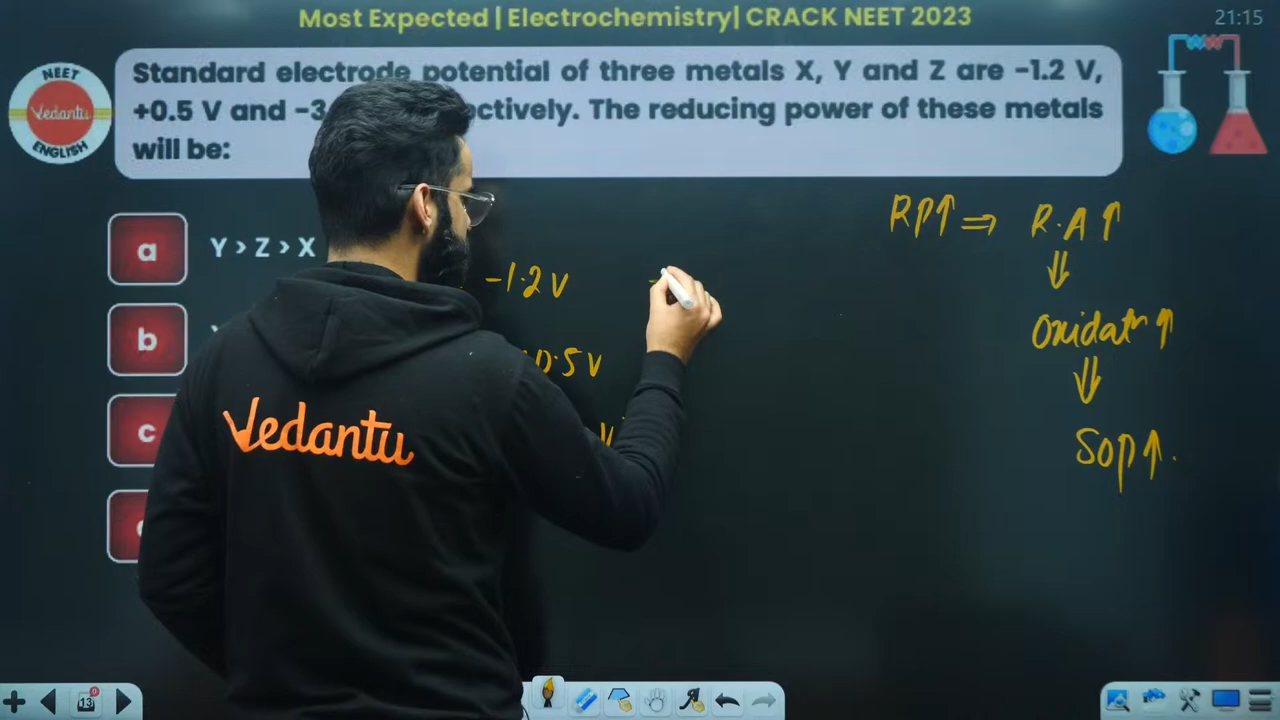 Most Expected | Electrochemistry| CRACK NEET 2023
21:15
NEET
Vedantu
ENGLISH
Standard electrode potential of three metals X, Y and Z are -1.2 V,
+0.5 V and -3 ectively. The reducing power of these metals
will be:
a Y > Z > X
b
c
-1.2 V
0.5 V
V
RP↑ ⇒ R.A ↑
⇓
Oxidatn ↑
⇓
SOP↑.
Vedantu
13